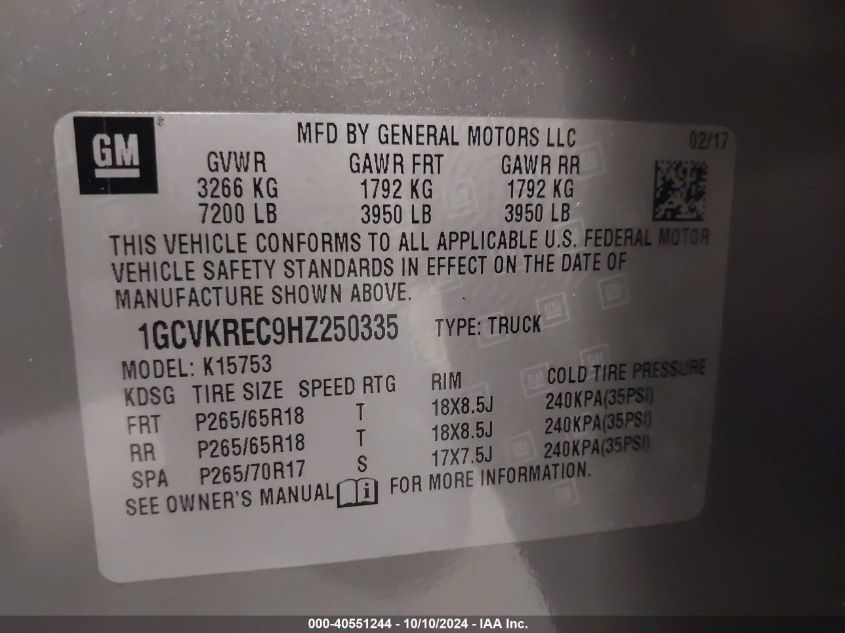 GM ®
MFD BY GENERAL MOTORS LLC 02/17
GVWR GAWR FRT GAWR RR
3266 KG 1792 KG 1792 KG
7200 LB 3950 LB 3950 LB
THIS VEHICLE CONFORMS TO ALL APPLICABLE U.S. FEDERAL MOTOR
VEHICLE SAFETY STANDARDS IN EFFECT ON THE DATE OF
MANUFACTURE SHOWN ABOVE.
1GCVKREC9HZ250335 TYPE: TRUCK
MODEL: K15753
KDSG TIRE SIZE SPEED RTG RIM COLD TIRE PRESSURE
FRT P265/65R18 T 18X8.5J 240KPA(35PSI)
RR P265/65R18 T 18X8.5J 240KPA(35PSI)
SPA P265/70R17 S 17X7.5J 240KPA(35PSI)
SEE OWNER'S MANUAL i FOR MORE INFORMATION.
000-40551244 - 10/10/2024 - IAA Inc.